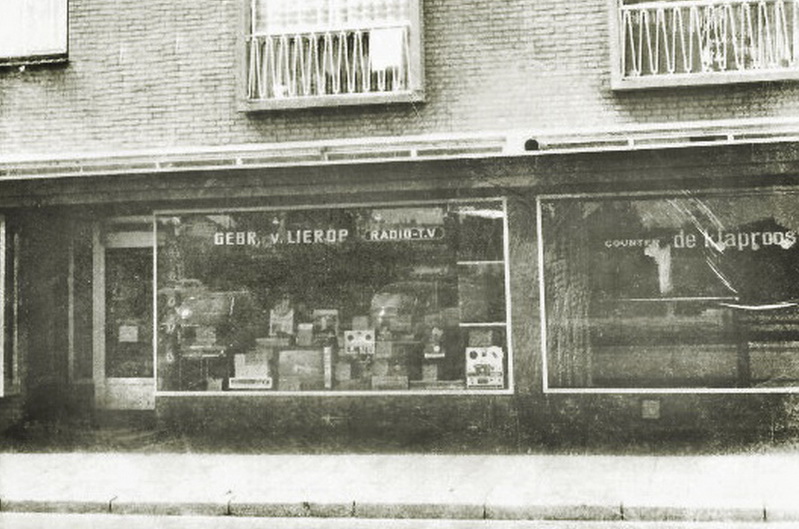 GEBR. v. LIEROP RADIO-T.V
COUNTER de klaproos